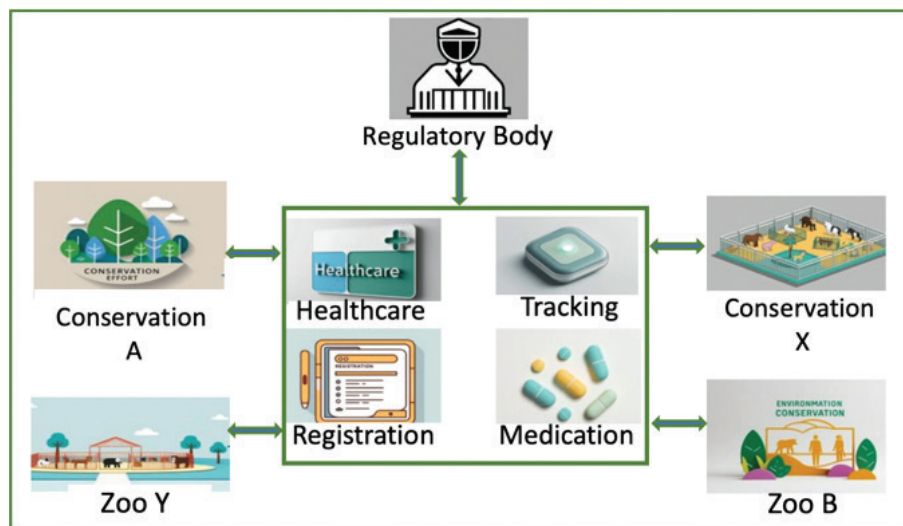 Regulatory Body
CONSERVATION
EFFORT
Conservation
A
Healthcare
Healthcare
Tracking
Conservation
X
REGISTRATION
Registration
Medication
Zoo Y
ENVIRONMATION
CONSERVATION
Zoo B